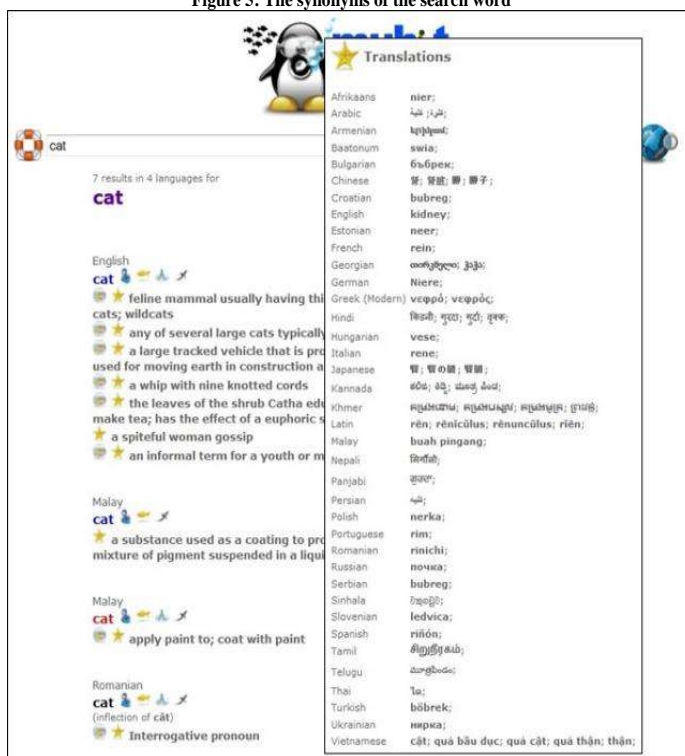 Figure 3. The synonyms of the search word
cat
7 results in 4 languages for
cat
English
cat
feline mammal usually having thi
cats; wildcats
any of several large cats typically
a large tracked vehicle that is pro
used for moving earth in construction a
a whip with nine knotted cords
the leaves of the shrub Catha edu
make tea; has the effect of a euphoric s
a spiteful woman gossip
an informal term for a youth or m
Malay
cat
a substance used as a coating to pro
mixture of pigment suspended in a liqui
Malay
cat
apply paint to; coat with paint
Romanian
cat
(inflection of cât)
Interrogative pronoun
Translations
Afrikaans nier;
Arabic
Armenian
Baatonum swia;
Bulgarian бъбрек;
Chinese
Croatian bubreg;
English kidney;
Estonian neer;
French rein;
Georgian
German Niere;
Greek (Modern) νεφρό; νεφρός;
Hindi
Hungarian vese;
Italian rene;
Japanese
Kannada
Khmer
Latin rēn; rēnīcŭlus; rēnuncŭlus; rĭēn;
Malay buah pingang;
Nepali
Panjabi
Persian
Polish nerka;
Portuguese rim;
Romanian rinichi;
Russian почка;
Serbian bubreg;
Sinhala
Slovenian ledvica;
Spanish riñón;
Tamil சிறுநீரகம்;
Telugu
Thai ไต;
Turkish böbrek;
Ukrainian нирка;
Vietnamese cật; quả bầu dục; quả cật; quả thận; thận;